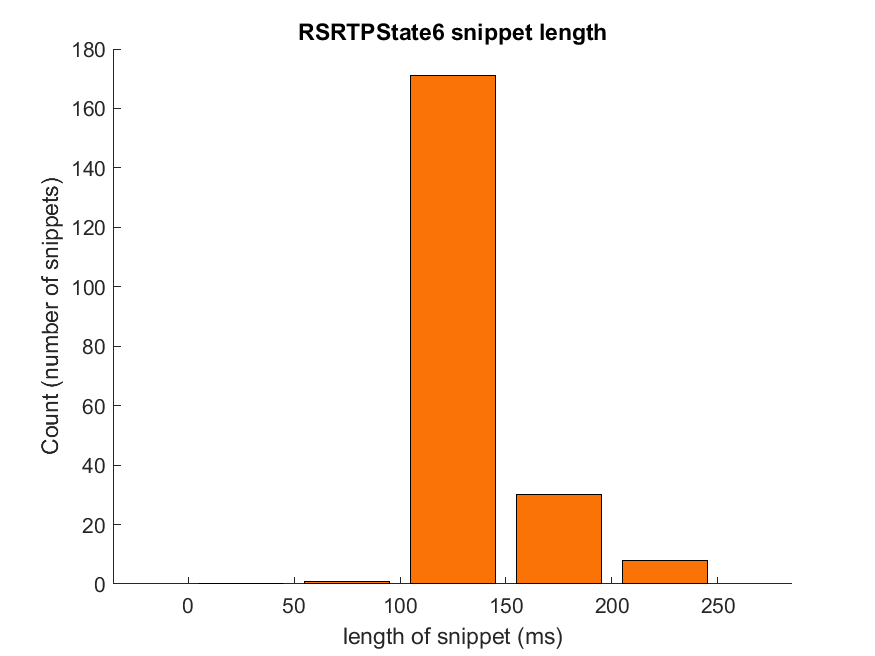 RSRTPState6 snippet length
180
160
140
120
100
80
60
40
20
0
Count (number of snippets)
0 50 100 150 200 250
length of snippet (ms)